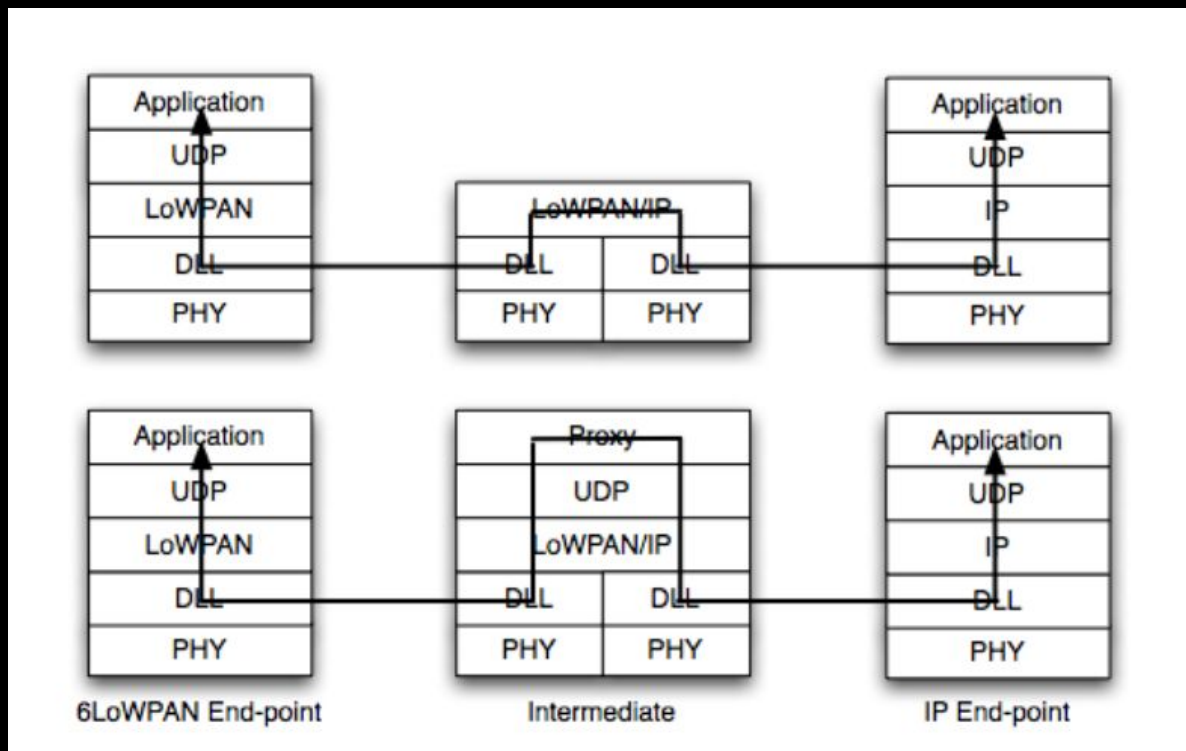 Application
UDP
LoWPAN
DLL
PHY
LoWPAN/IP
DLL DLL
PHY PHY
Application
UDP
IP
DLL
PHY
Application
UDP
LoWPAN
DLL
PHY
Proxy
UDP
LoWPAN/IP
DLL DLL
PHY PHY
Application
UDP
IP
DLL
PHY
6LoWPAN End-point
Intermediate
IP End-point